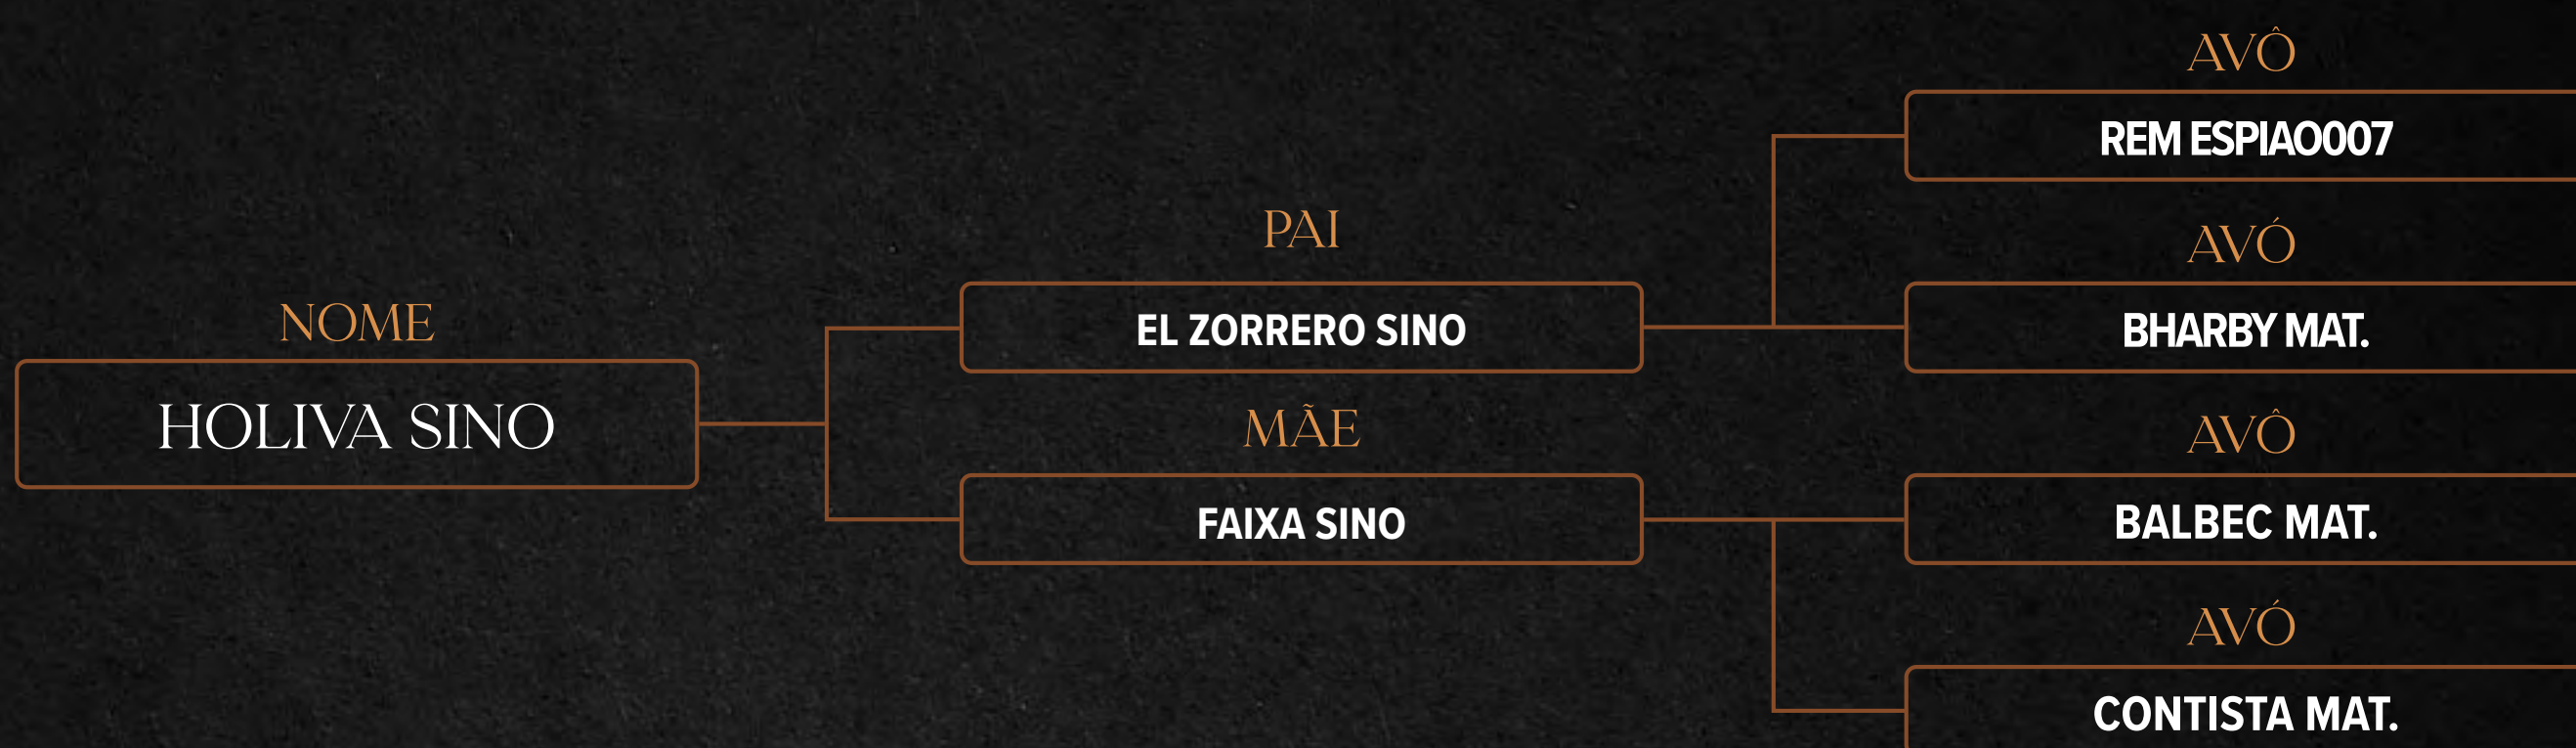 NOME
HOLIVA SINO
PAI
EL ZORRERO SINO
MÃE
FAIXA SINO
AVÔ
REM ESPIAO007
AVÓ
BHARBY MAT.
AVÔ
BALBEC MAT.
AVÓ
CONTISTA MAT.